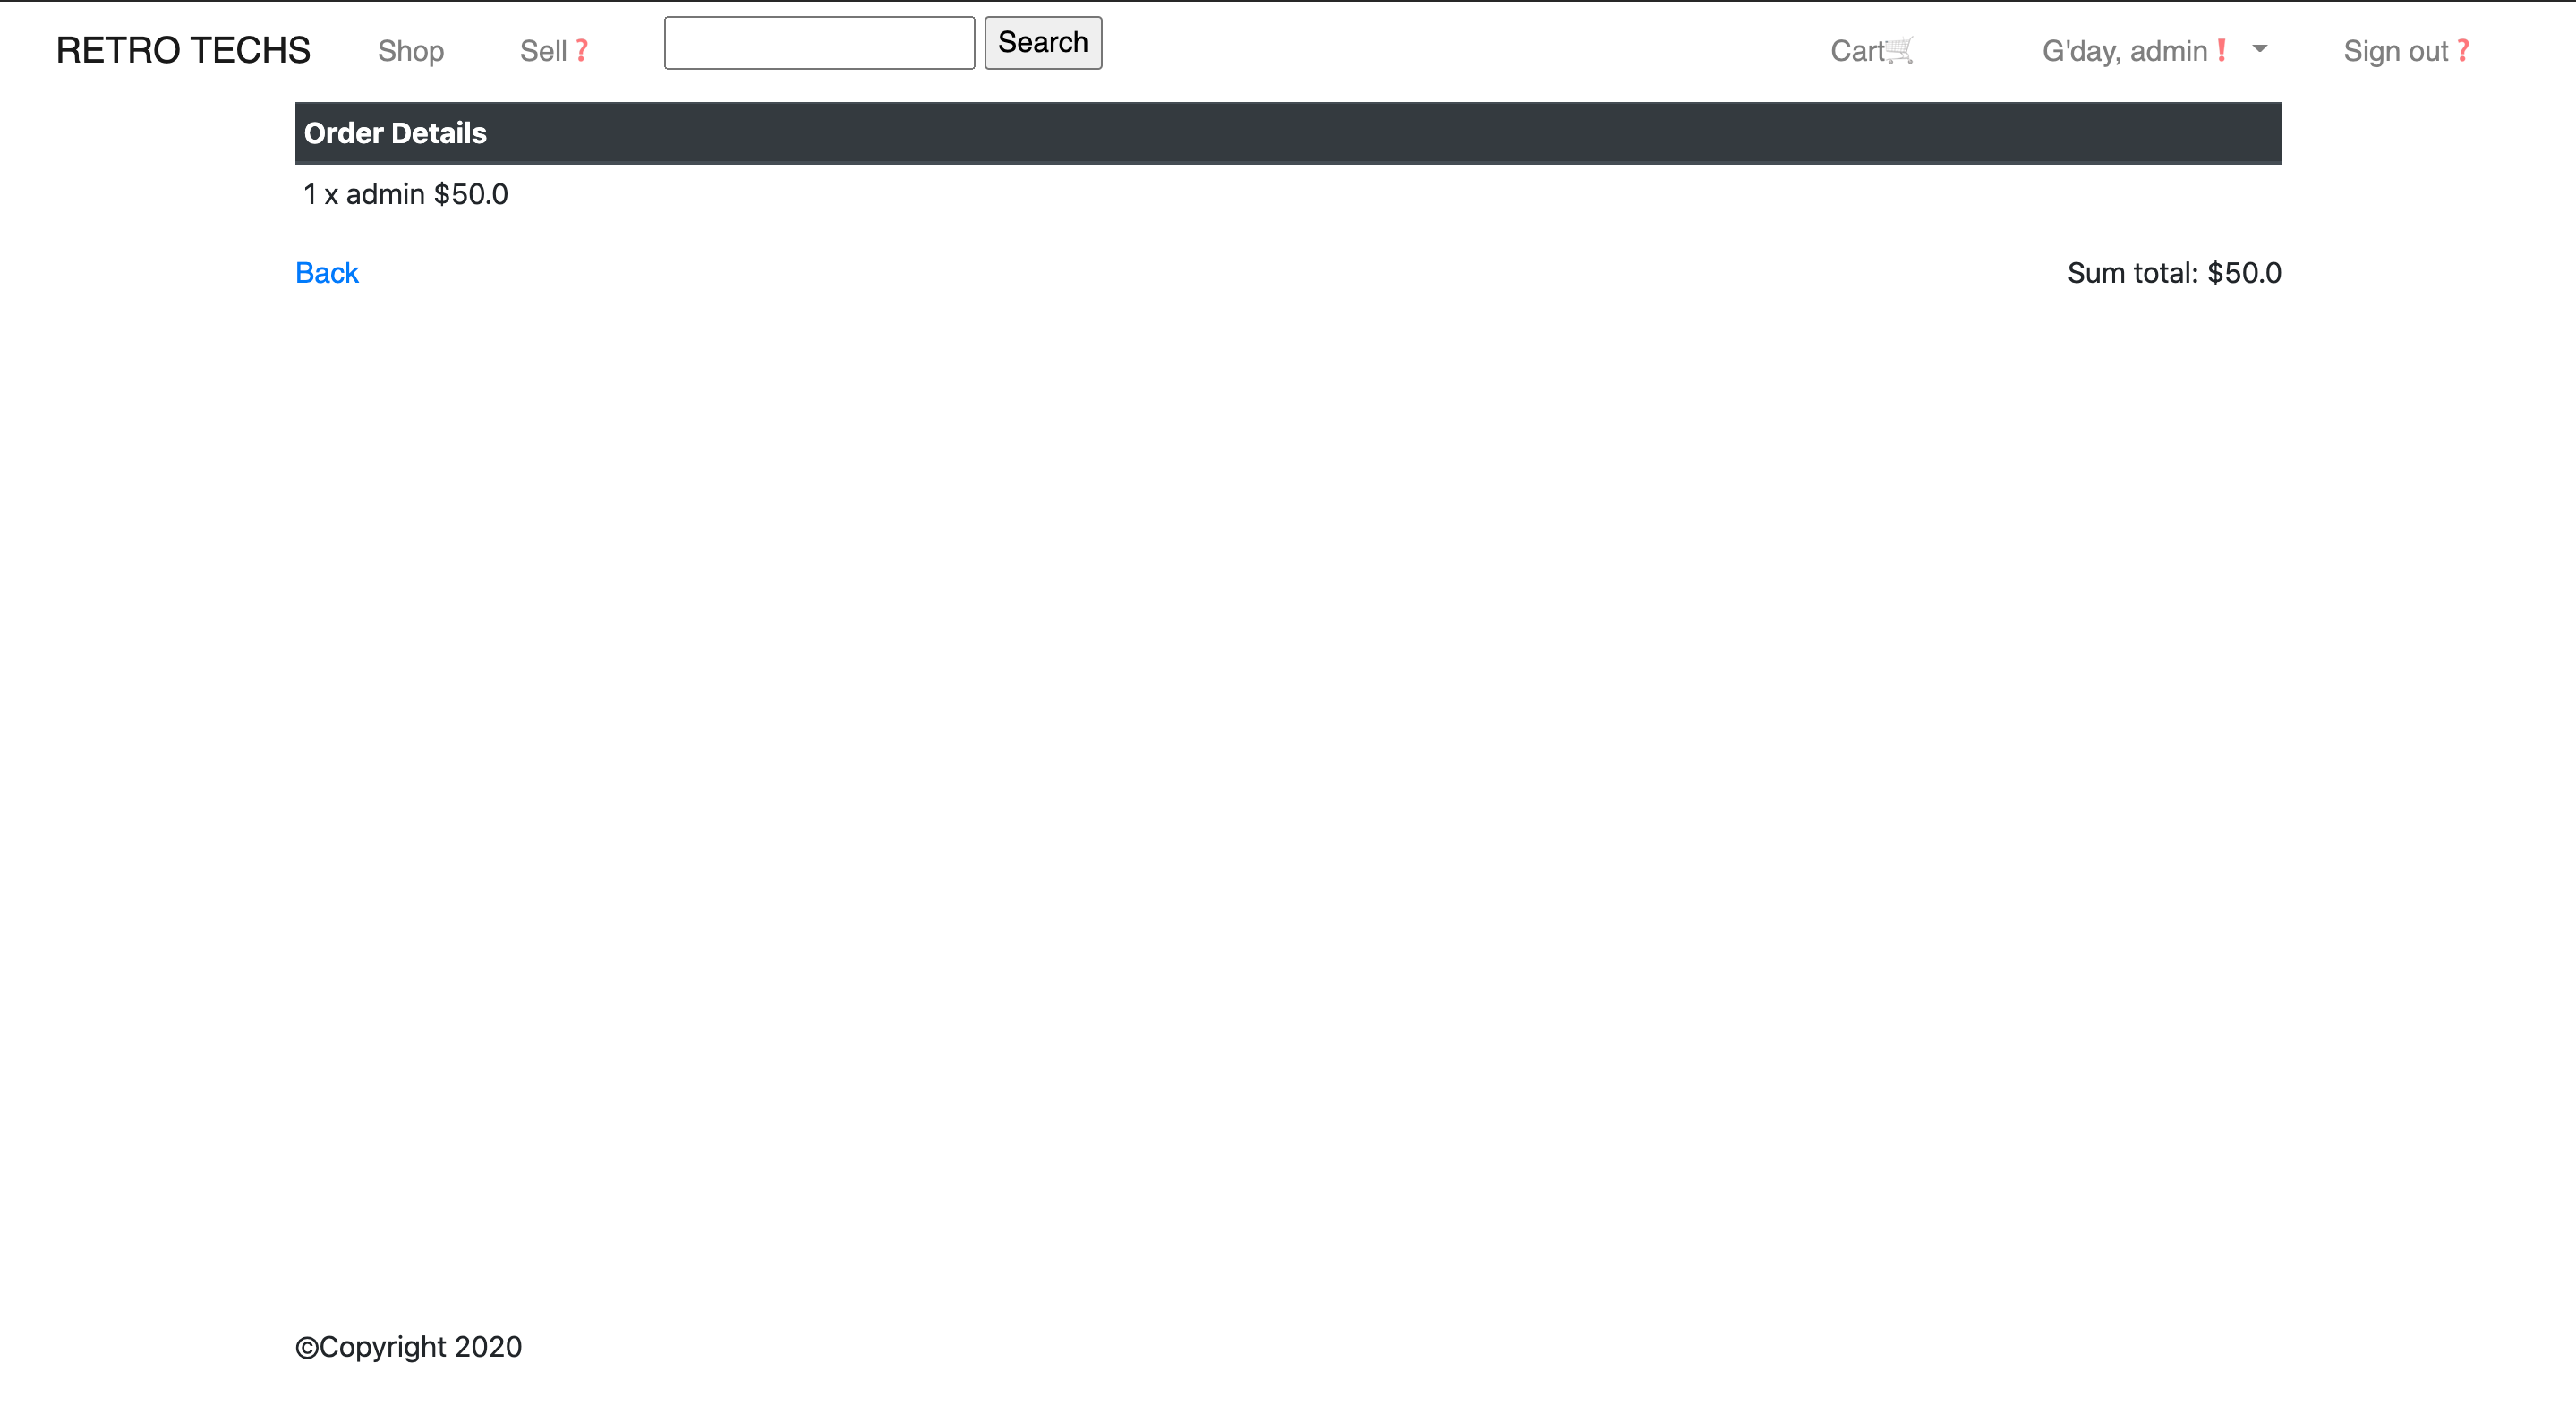 RETRO TECHS Shop Sell❓ Search Cart🛒 G'day, admin❗ Sign out❓
Order Details
1 x admin $50.0
Back Sum total: $50.0
©Copyright 2020